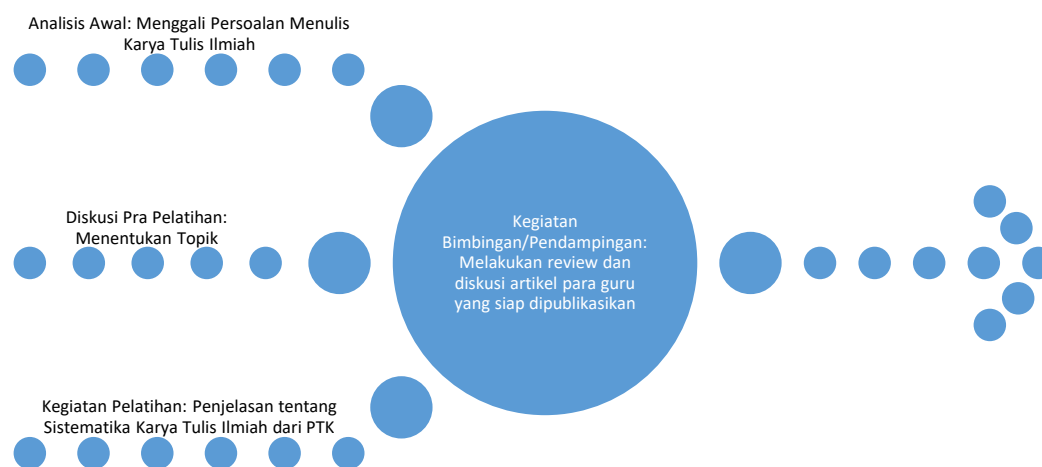 Analisis Awal: Menggali Persoalan Menulis
Karya Tulis Ilmiah
Diskusi Pra Pelatihan:
Menentukan Topik
Kegiatan Pelatihan: Penjelasan tentang
Sistematika Karya Tulis Ilmiah dari PTK
Kegiatan
Bimbingan/Pendampingan:
Melakukan review dan
diskusi artikel para guru
yang siap dipublikasikan